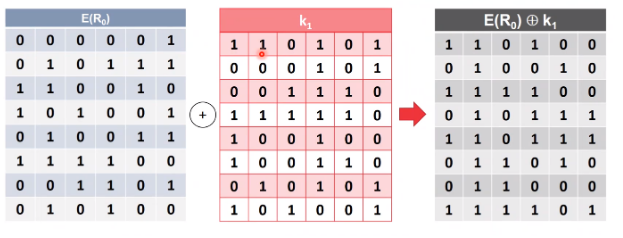 E(R₀) k₁ E(R₀) ⊕ k₁
0 0 0 0 0 1 1 1 0 1 0 1 1 1 0 1 0 0
0 1 0 1 1 1 0 0 0 1 0 1 0 1 0 0 1 0
1 1 0 0 1 0 0 0 1 1 1 0 1 1 1 1 0 0
1 0 1 0 0 1 + 1 1 1 1 1 0 0 1 0 1 1 1
0 1 0 0 1 1 1 0 0 1 0 0 1 1 0 1 1 1
1 1 1 1 0 0 1 0 0 1 1 0 0 1 1 0 1 0
0 0 1 1 0 1 0 1 0 1 0 1 0 1 1 0 0 0
0 1 0 1 0 0 1 0 1 0 0 1 1 1 1 1 0 1